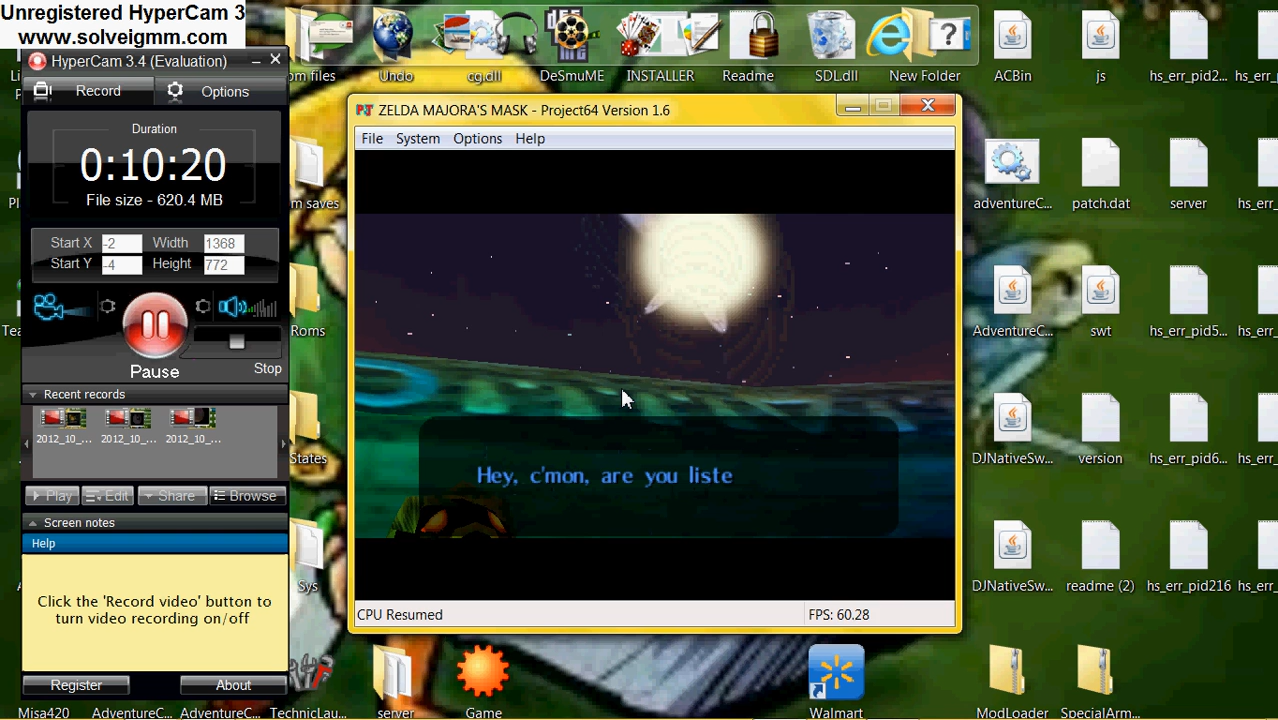 Unregistered HyperCam 3
www.solveigmm.com
HyperCam 3.4 (Evaluation)
Record
Options
Duration
0:10:20
File size - 620.4 MB
Start X -2 Width 1368
Start Y -4 Height 772
Pause
Stop
Recent records
2012_10_... 2012_10_... 2012_10_...
Play Edit Share Browse
Screen notes
Help
Click the 'Record video' button to
turn video recording on/off
Register About
om files
Undo
cg.dll
DeSmuME
INSTALLER
Readme
SDL.dll
New Folder
ACBin
js
hs_err_pid2...
hs_err_...
ZELDA MAJORA'S MASK - Project64 Version 1.6
File System Options Help
Hey, c'mon, are you liste
CPU Resumed FPS: 60.28
m saves
adventureC...
patch.dat
server
hs_err_...
Roms
AdventureC...
swt
hs_err_pid5...
hs_err_...
States
DJNativeSw...
version
hs_err_pid6...
hs_err_...
Sys
DJNativeSw...
readme (2)
hs_err_pid216
hs_err_...
Misa420
AdventureC...
AdventureC...
TechnicLau...
server
Game
Walmart
ModLoader
SpecialArm...